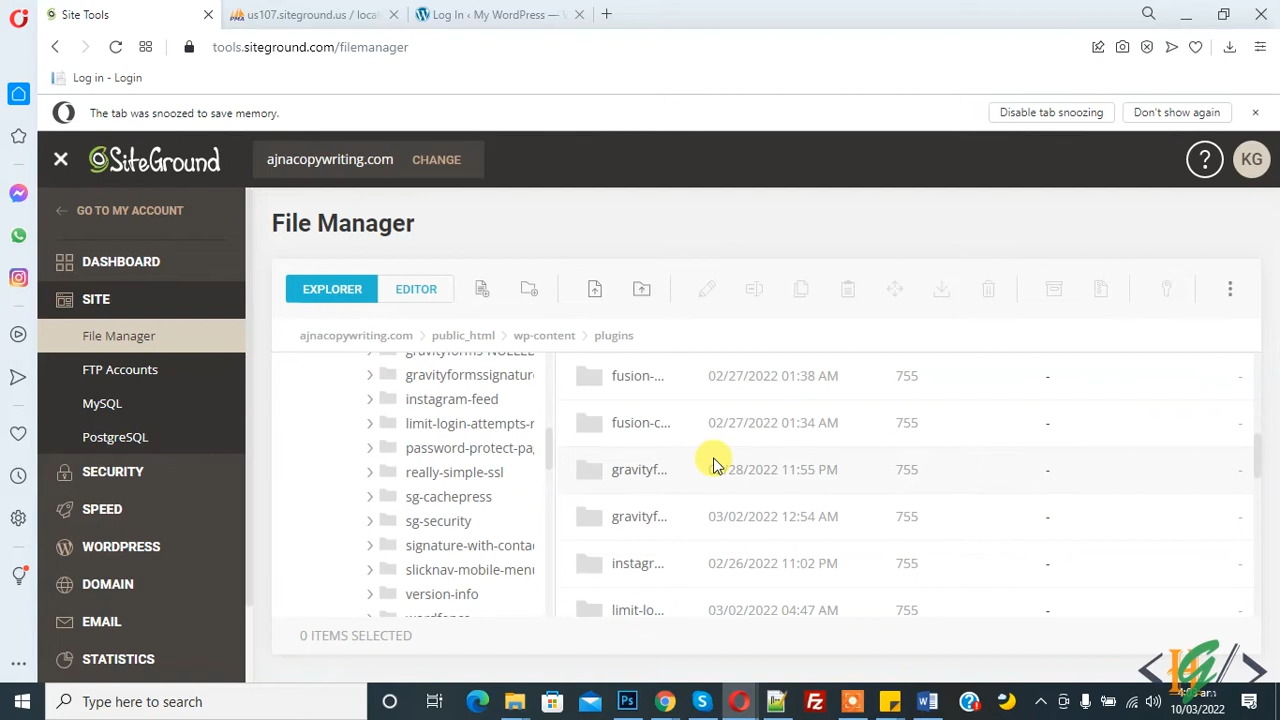 Site Tools
us107.siteground.us / loca
Log In ‹ My WordPress —
tools.siteground.com/filemanager
Log in - Login
The tab was snoozed to save memory.
Disable tab snoozing
Don't show again
SiteGround
ajnacopywriting.com
CHANGE
?
KG
GO TO MY ACCOUNT
DASHBOARD
SITE
File Manager
FTP Accounts
MySQL
PostgreSQL
SECURITY
SPEED
WORDPRESS
DOMAIN
EMAIL
STATISTICS
File Manager
EXPLORER
EDITOR
ajnacopywriting.com > public_html > wp-content > plugins
gravityformssignature
instagram-feed
limit-login-attempts-r
password-protect-pa
really-simple-ssl
sg-cachepress
sg-security
signature-with-conta
slicknav-mobile-menu
version-info
wordfence
fusion-... 02/27/2022 01:38 AM 755 - -
fusion-c... 02/27/2022 01:34 AM 755 - -
gravityf... /28/2022 11:55 PM 755 - -
gravityf... 03/02/2022 12:54 AM 755 - -
instagr... 02/26/2022 11:02 PM 755 - -
limit-lo... 03/02/2022 04:47 AM 755 - -
0 ITEMS SELECTED
Type here to search
10/03/2022